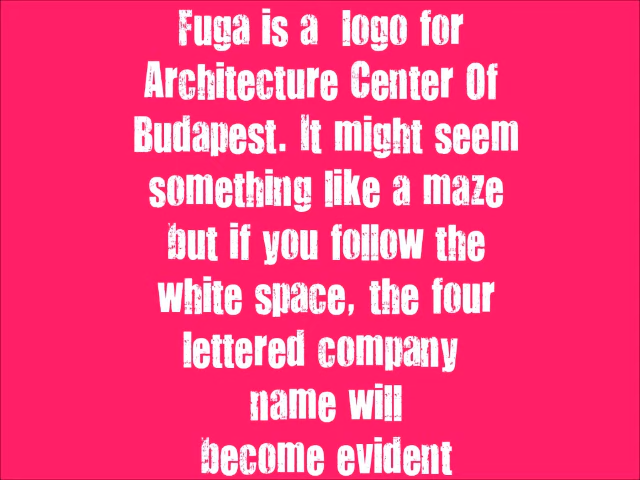 Fuga is a logo for
Architecture Center Of
Budapest. It might seem
something like a maze
but if you follow the
white space, the four
lettered company
name will
become evident